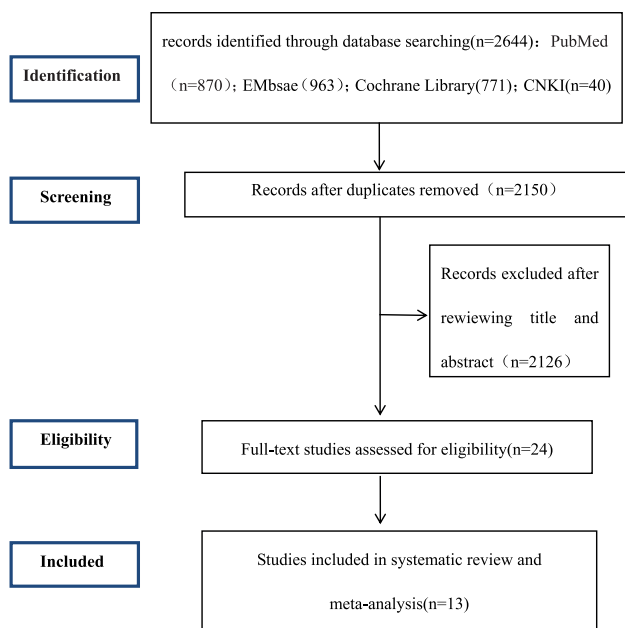 records identified through database searching(n=2644)：PubMed
Identification
（n=870）；EMbsae（963）；Cochrane Library(771)；CNKI(n=40)
Screening
Records after duplicates removed（n=2150）
Records excluded after
rewiewing title and
abstract（n=2126）
Eligibility
Full-text studies assessed for eligibility(n=24)
Included
Studies included in systematic review and
meta-analysis(n=13)